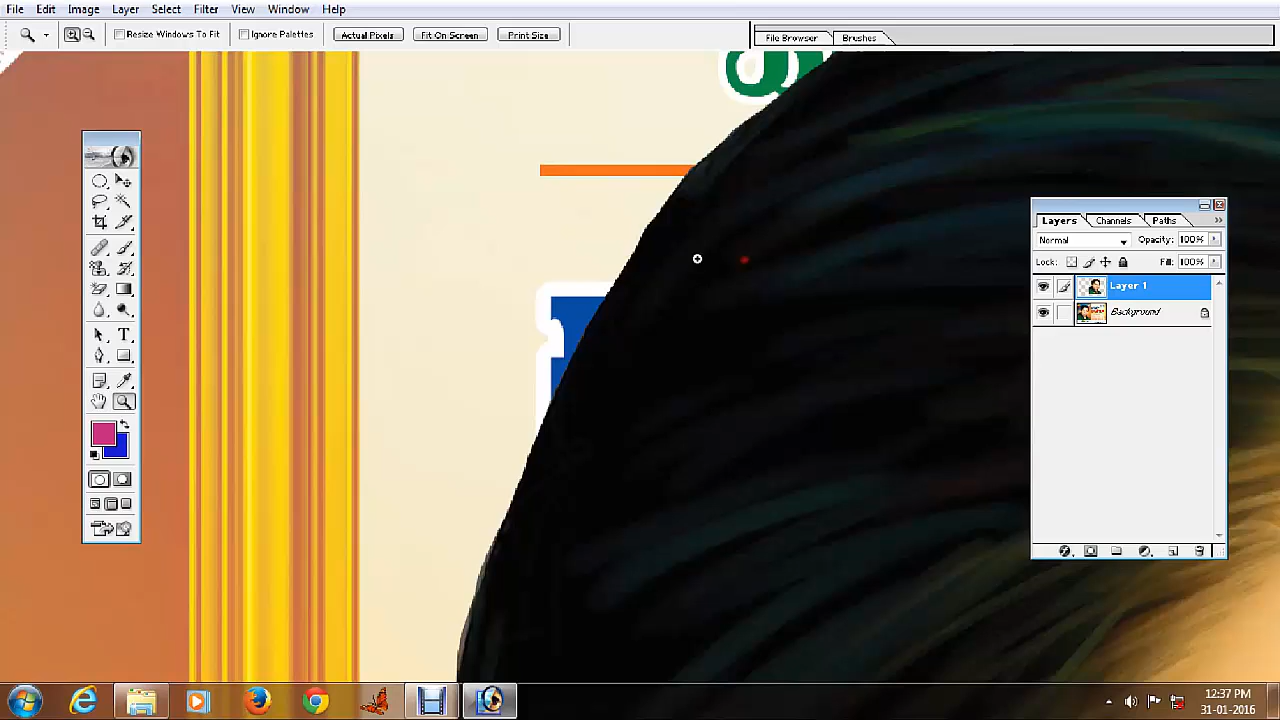 File Edit Image Layer Select Filter View Window Help
Resize Windows To Fit Ignore Palettes Actual Pixels Fit On Screen Print Size File Browser Brushes
Layers Channels Paths
Normal Opacity: 100%
Lock: Fill: 100%
Layer 1
Background
T
12:37 PM
31-01-2016